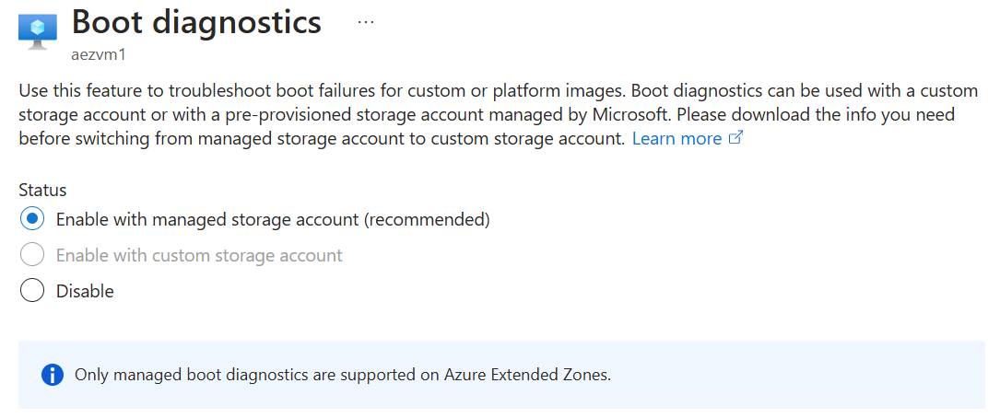 Boot diagnostics ...
aezvm1
Use this feature to troubleshoot boot failures for custom or platform images. Boot diagnostics can be used with a custom
storage account or with a pre-provisioned storage account managed by Microsoft. Please download the info you need
before switching from managed storage account to custom storage account. Learn more
Status
Enable with managed storage account (recommended)
Enable with custom storage account
Disable
Only managed boot diagnostics are supported on Azure Extended Zones.